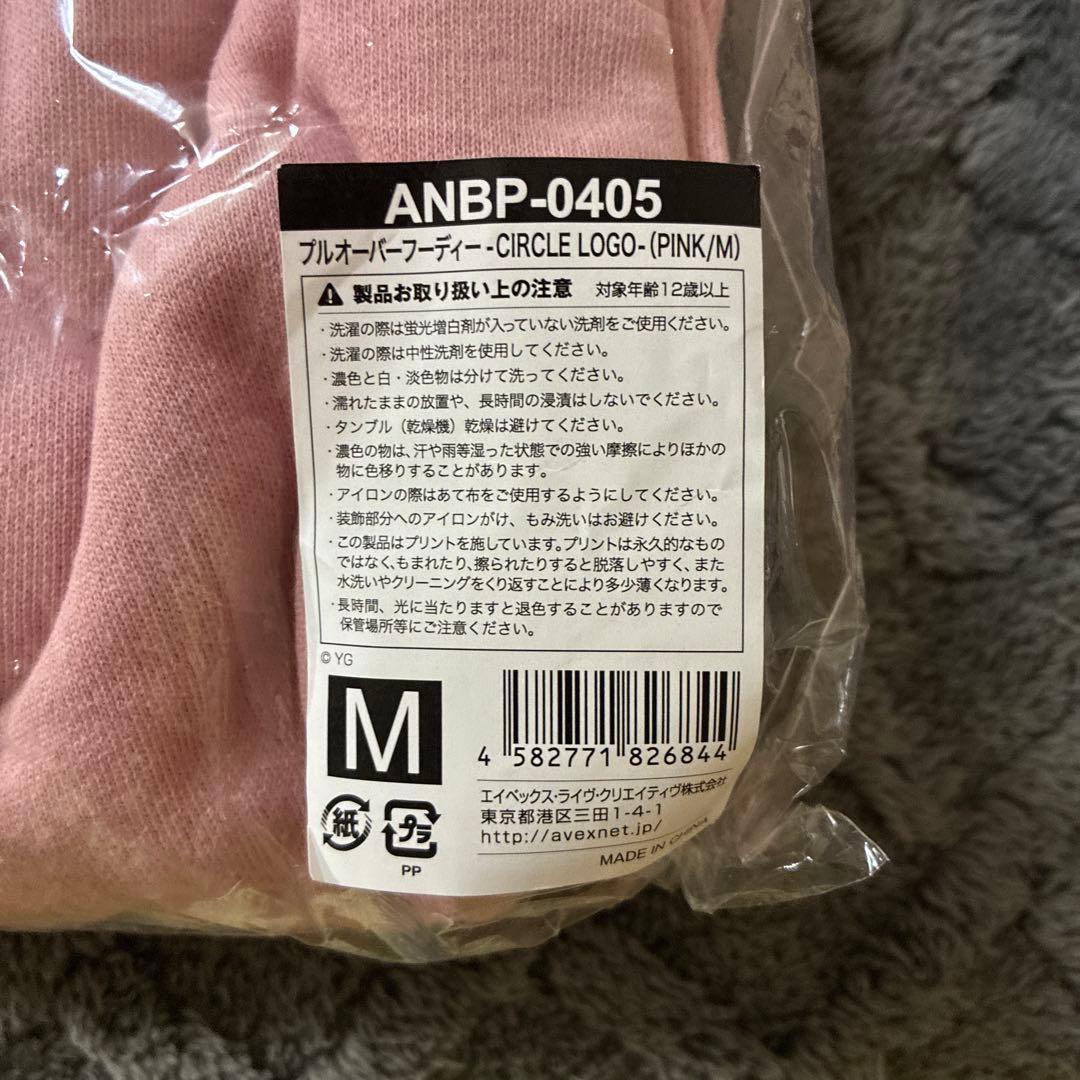 ANBP-0405
プルオーバーフーディー -CIRCLE LOGO- (PINK/M)
製品お取り扱い上の注意 対象年齢12歳以上
・洗濯の際は蛍光増白剤が入っていない洗剤をご使用ください。
・洗濯の際は中性洗剤を使用してください。
・濃色と白・淡色物は分けて洗ってください。
・濡れたままの放置や、長時間の浸漬はしないでください。
・タンブル（乾燥機）乾燥は避けてください。
・濃色の物は、汗や雨等湿った状態での強い摩擦によりほかの
物に色移りすることがあります。
・アイロンの際はあて布をご使用するようにしてください。
・装飾部分へのアイロンがけ、もみ洗いはお避けください。
・この製品はプリントを施しています。プリントは永久的なもの
ではなく、もまれたり、擦られたりすると脱落しやすく、また
水洗いやクリーニングをくり返すことにより多少薄くなります。
・長時間、光に当たりますと退色することがありますので
保管場所等にご注意ください。
© YG
M
4 582771 826844
エイベックス・ライヴ・クリエイティヴ株式会社
東京都港区三田1-4-1
http://avexnet.jp/
MADE IN CHINA
紙
プラ
PP